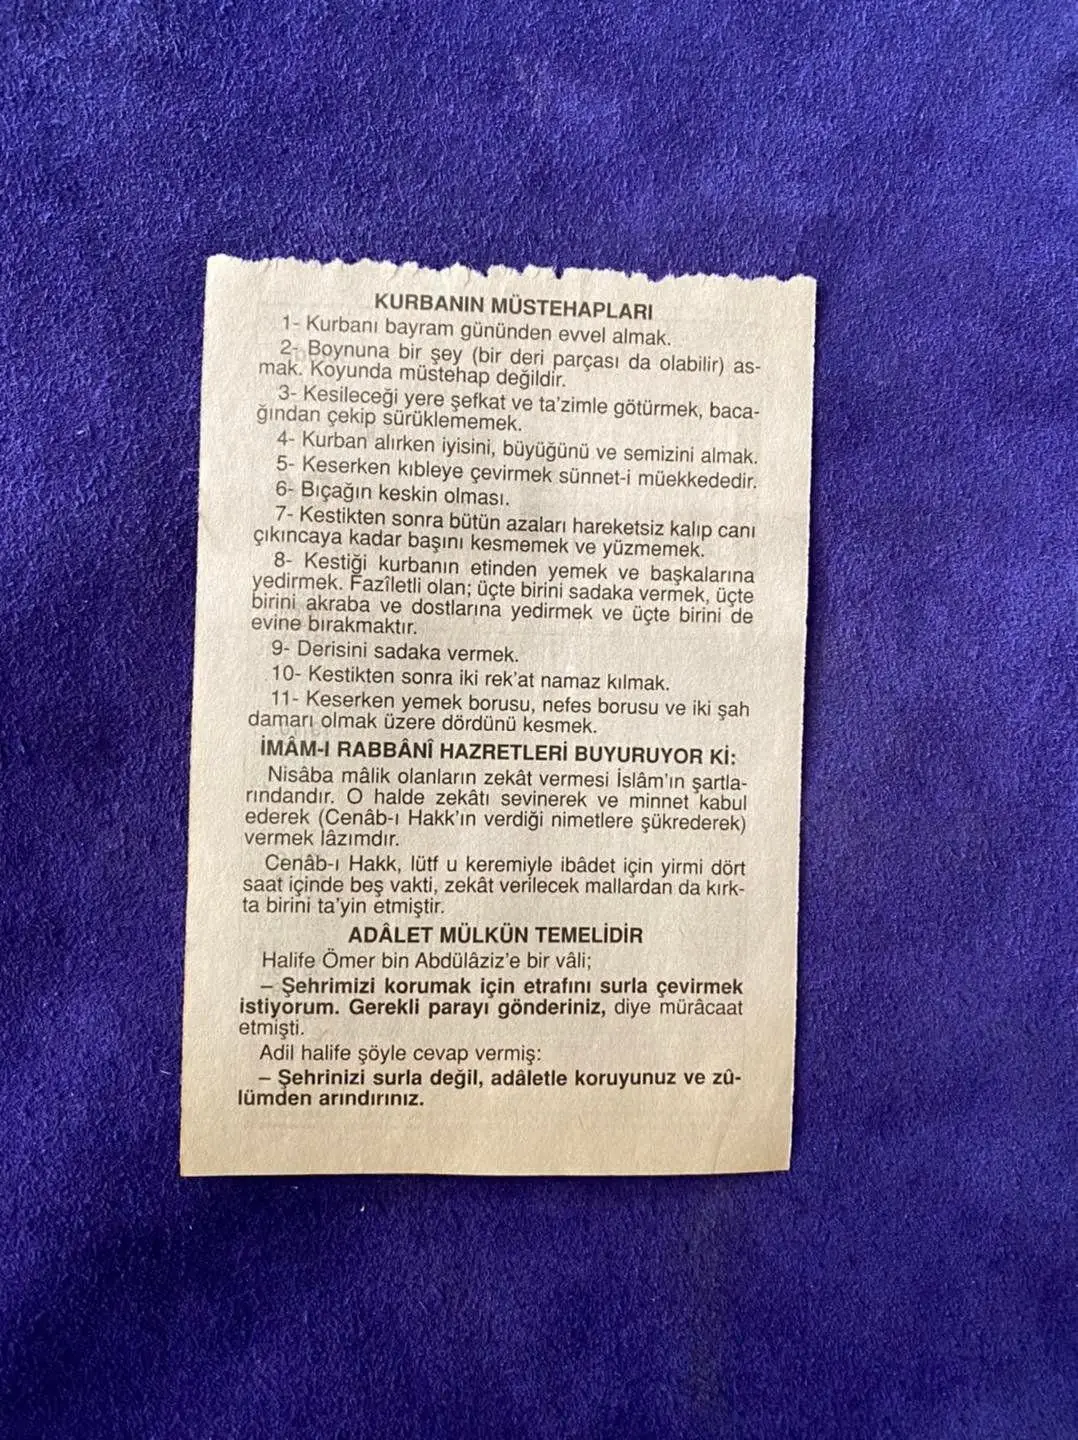 KURBANIN MÜSTEHAPLARI
1- Kurbanı bayram gününden evvel almak.
2- Boynuna bir şey (bir deri parçası da olabilir) as-
mak. Koyunda müstehap değildir.
3- Kesileceği yere şefkat ve ta'zimle götürmek, baca-
ğından çekip sürüklememek.
4- Kurban alırken iyisini, büyüğünü ve semizini almak.
5- Keserken kıbleye çevirmek sünnet-i müekkededir.
6- Bıçağın keskin olması.
7- Kestikten sonra bütün azaları hareketsiz kalıp canı
çıkıncaya kadar başını kesmemek ve yüzmemek.
8- Kestiği kurbanın etinden yemek ve başkalarına
yedirmek. Fazîletli olan; üçte birini sadaka vermek, üçte
birini akraba ve dostlarına yedirmek ve üçte birini de
evine bırakmaktır.
9- Derisini sadaka vermek.
10- Kestikten sonra iki rek'at namaz kılmak.
11- Keserken yemek borusu, nefes borusu ve iki şah
damarı olmak üzere dördünü kesmek.
İMÂM-I RABBÂNÎ HAZRETLERİ BUYURUYOR Kİ:
Nisâba mâlik olanların zekât vermesi İslâm'ın şartla-
rındandır. O halde zekâtı sevinerek ve minnet kabul
ederek (Cenâb-ı Hakk'ın verdiği nimetlere şükrederek)
vermek lâzımdır.
Cenâb-ı Hakk, lütf u keremiyle ibâdet için yirmi dört
saat içinde beş vakti, zekât verilecek mallardan da kırk-
ta birini ta'yin etmiştir.
ADÂLET MÜLKÜN TEMELİDİR
Halife Ömer bin Abdülâziz'e bir vâli;
– Şehrimizi korumak için etrafını surla çevirmek
istiyorum. Gerekli parayı gönderiniz, diye mürâcaat
etmişti.
Adil halife şöyle cevap vermiş:
– Şehrinizi surla değil, adâletle koruyunuz ve zû-
lümden arındırınız.